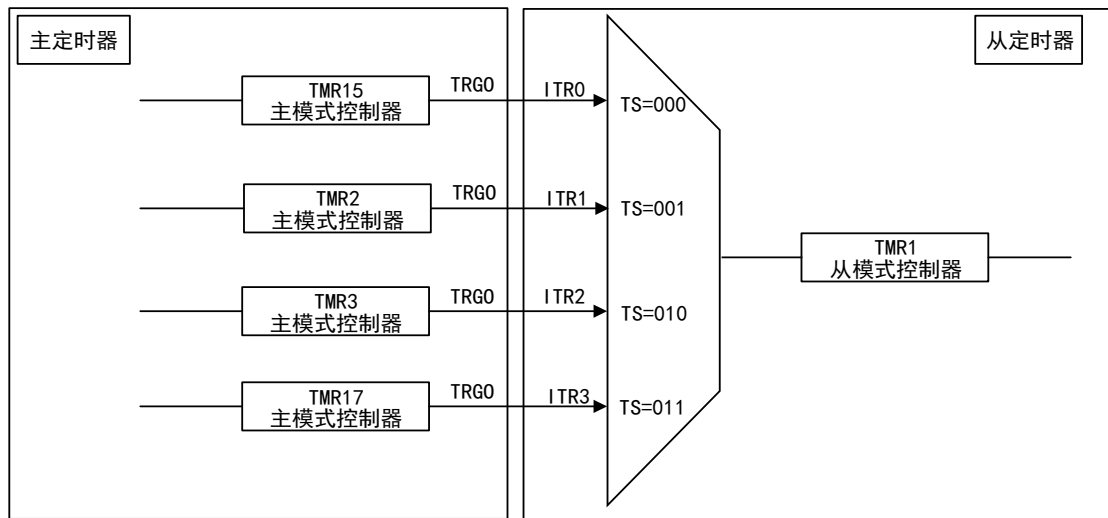 主定时器
从定时器
TMR15
主模式控制器
TRGO
ITR0
TS=000
TMR2
主模式控制器
TRGO
ITR1
TS=001
TMR1
从模式控制器
TMR3
主模式控制器
TRGO
ITR2
TS=010
TMR17
主模式控制器
TRGO
ITR3
TS=011